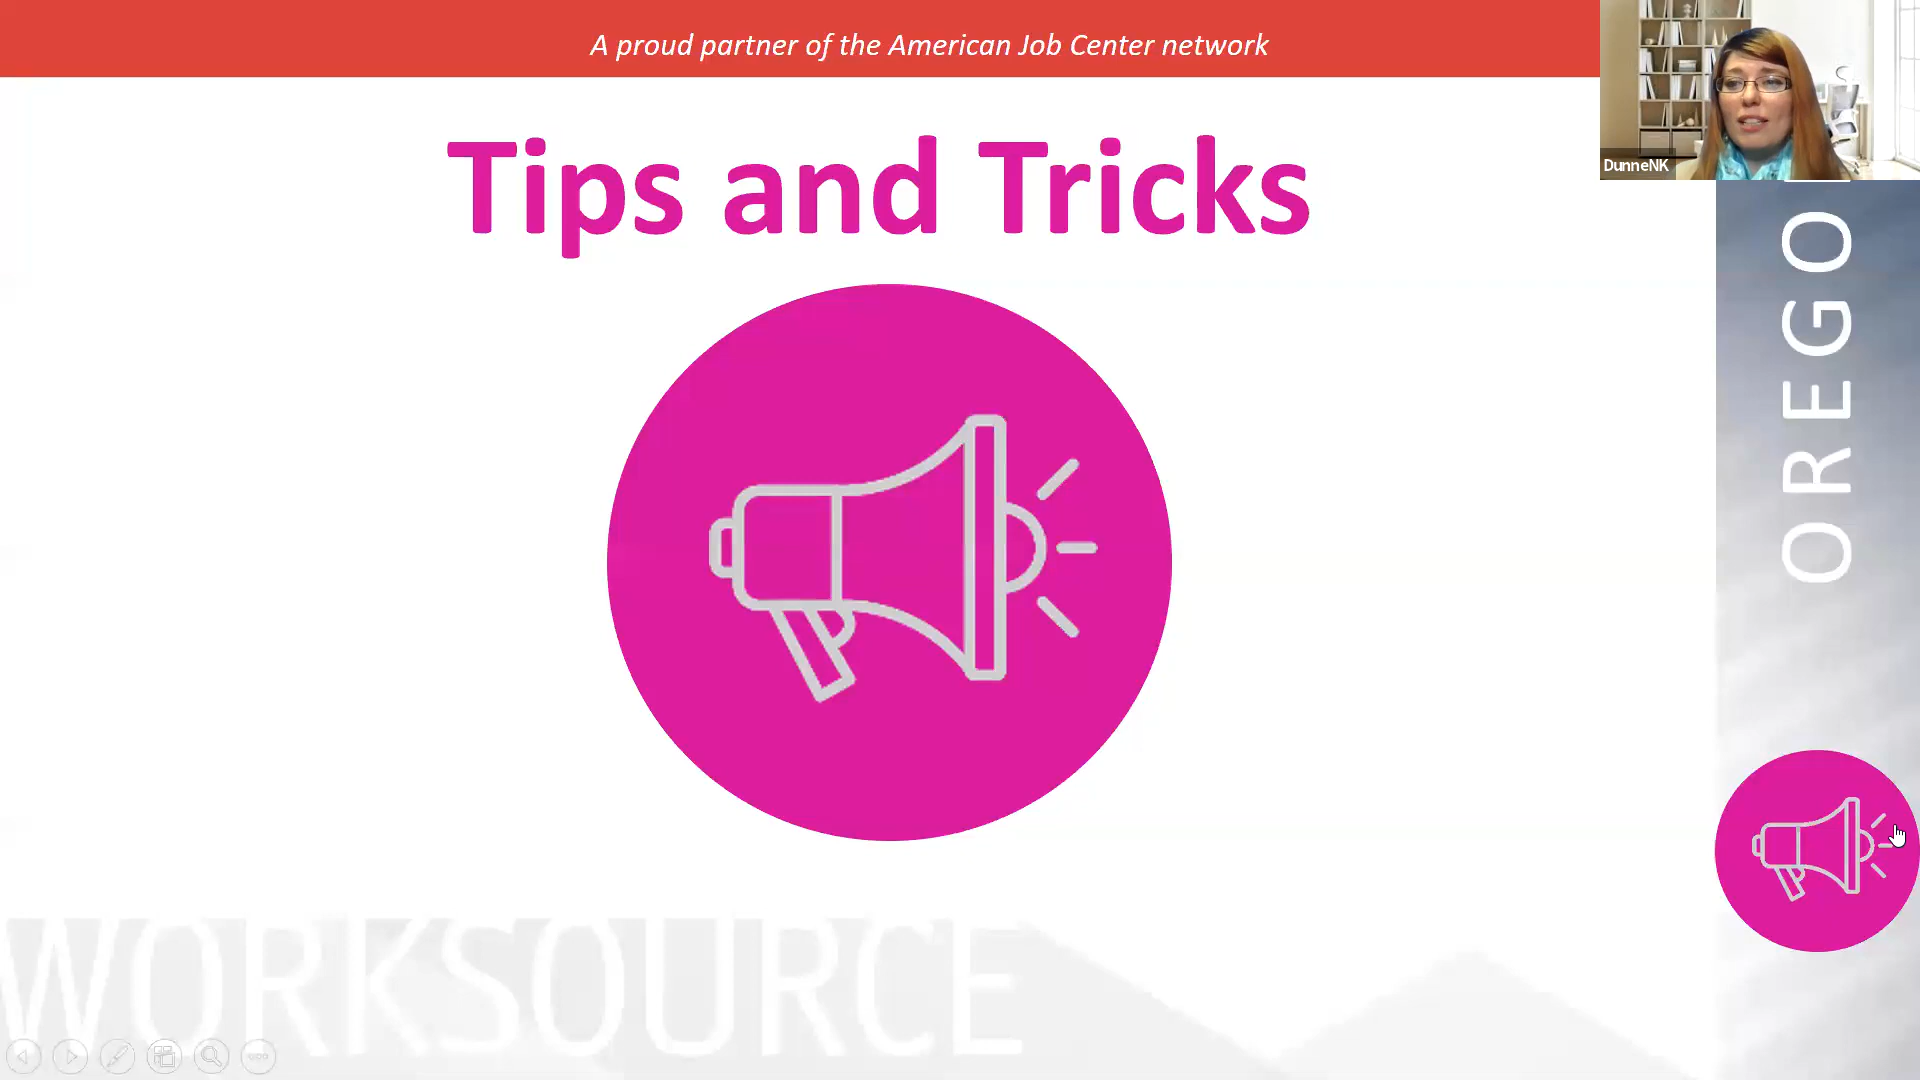 A proud partner of the American Job Center network
DunneNK
Tips and Tricks
OREGO
WORKSOURCE